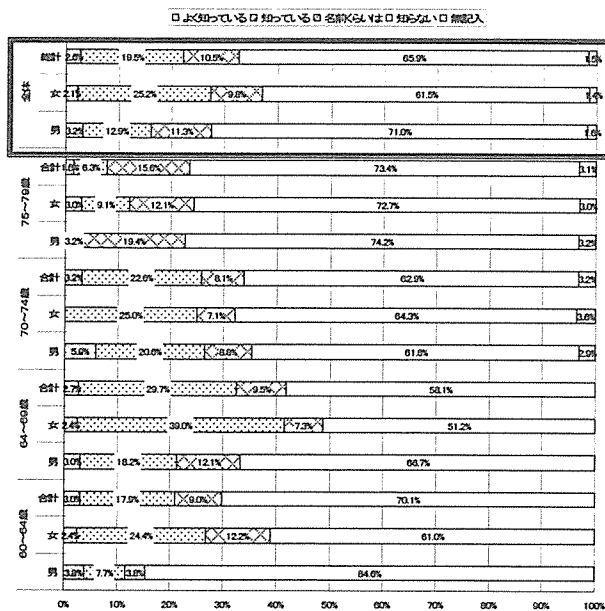 □よく知っている □知っている □名前くらいは □知らない □無記入
全体
総計 2.6% 19.5% 10.5% 65.9% 1.5%
女 2.1% 25.2% 9.8% 61.5% 1.4%
男 3.2% 12.9% 11.3% 71.0% 1.6%
75～79歳
合計 1.6% 6.3% 15.6% 73.4% 3.1%
女 3.0% 9.1% 12.1% 72.7% 3.0%
男 3.2% 19.4% 74.2% 3.2%
70～74歳
合計 3.2% 22.6% 8.1% 62.9% 3.2%
女 25.0% 7.1% 64.3% 3.6%
男 5.9% 20.6% 8.8% 61.8% 2.9%
64～69歳
合計 2.7% 29.7% 9.5% 58.1%
女 2.4% 39.0% 7.3% 51.2%
男 3.0% 18.2% 12.1% 66.7%
60～64歳
合計 3.0% 17.9% 9.0% 70.1%
女 2.4% 24.4% 12.2% 61.0%
男 3.8% 7.7% 3.8% 84.6%
0% 10% 20% 30% 40% 50% 60% 70% 80% 90% 100%